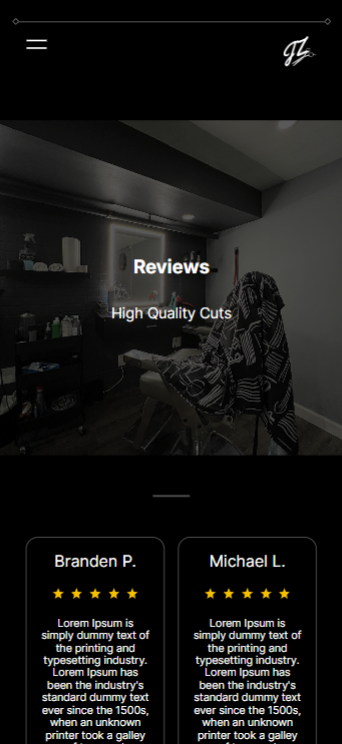 JZ
Reviews
High Quality Cuts
Branden P.
Lorem Ipsum is
simply dummy text of
the printing and
typesetting industry.
Lorem Ipsum has
been the industry's
standard dummy text
ever since the 1500s,
when an unknown
printer took a galley
Michael L.
Lorem Ipsum is
simply dummy text of
the printing and
typesetting industry.
Lorem Ipsum has
been the industry's
standard dummy text
ever since the 1500s,
when an unknown
printer took a galley